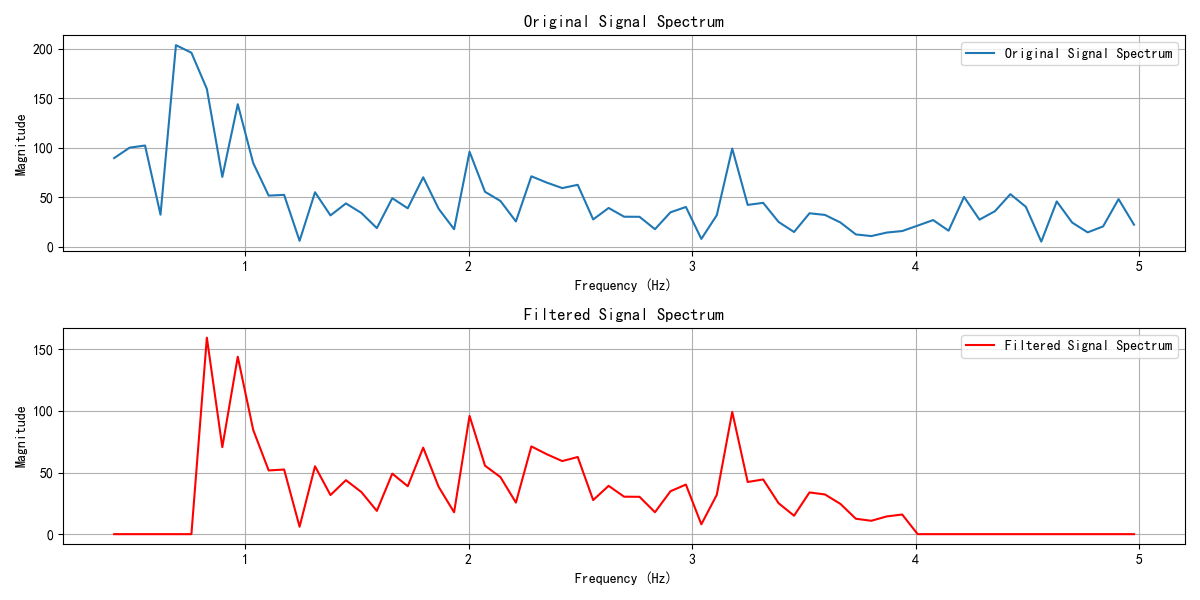 Original Signal Spectrum
Original Signal Spectrum
Magnitude
200
150
100
50
0
1
2
3
4
5
Frequency (Hz)
Filtered Signal Spectrum
Filtered Signal Spectrum
Magnitude
150
100
50
0
1
2
3
4
5
Frequency (Hz)